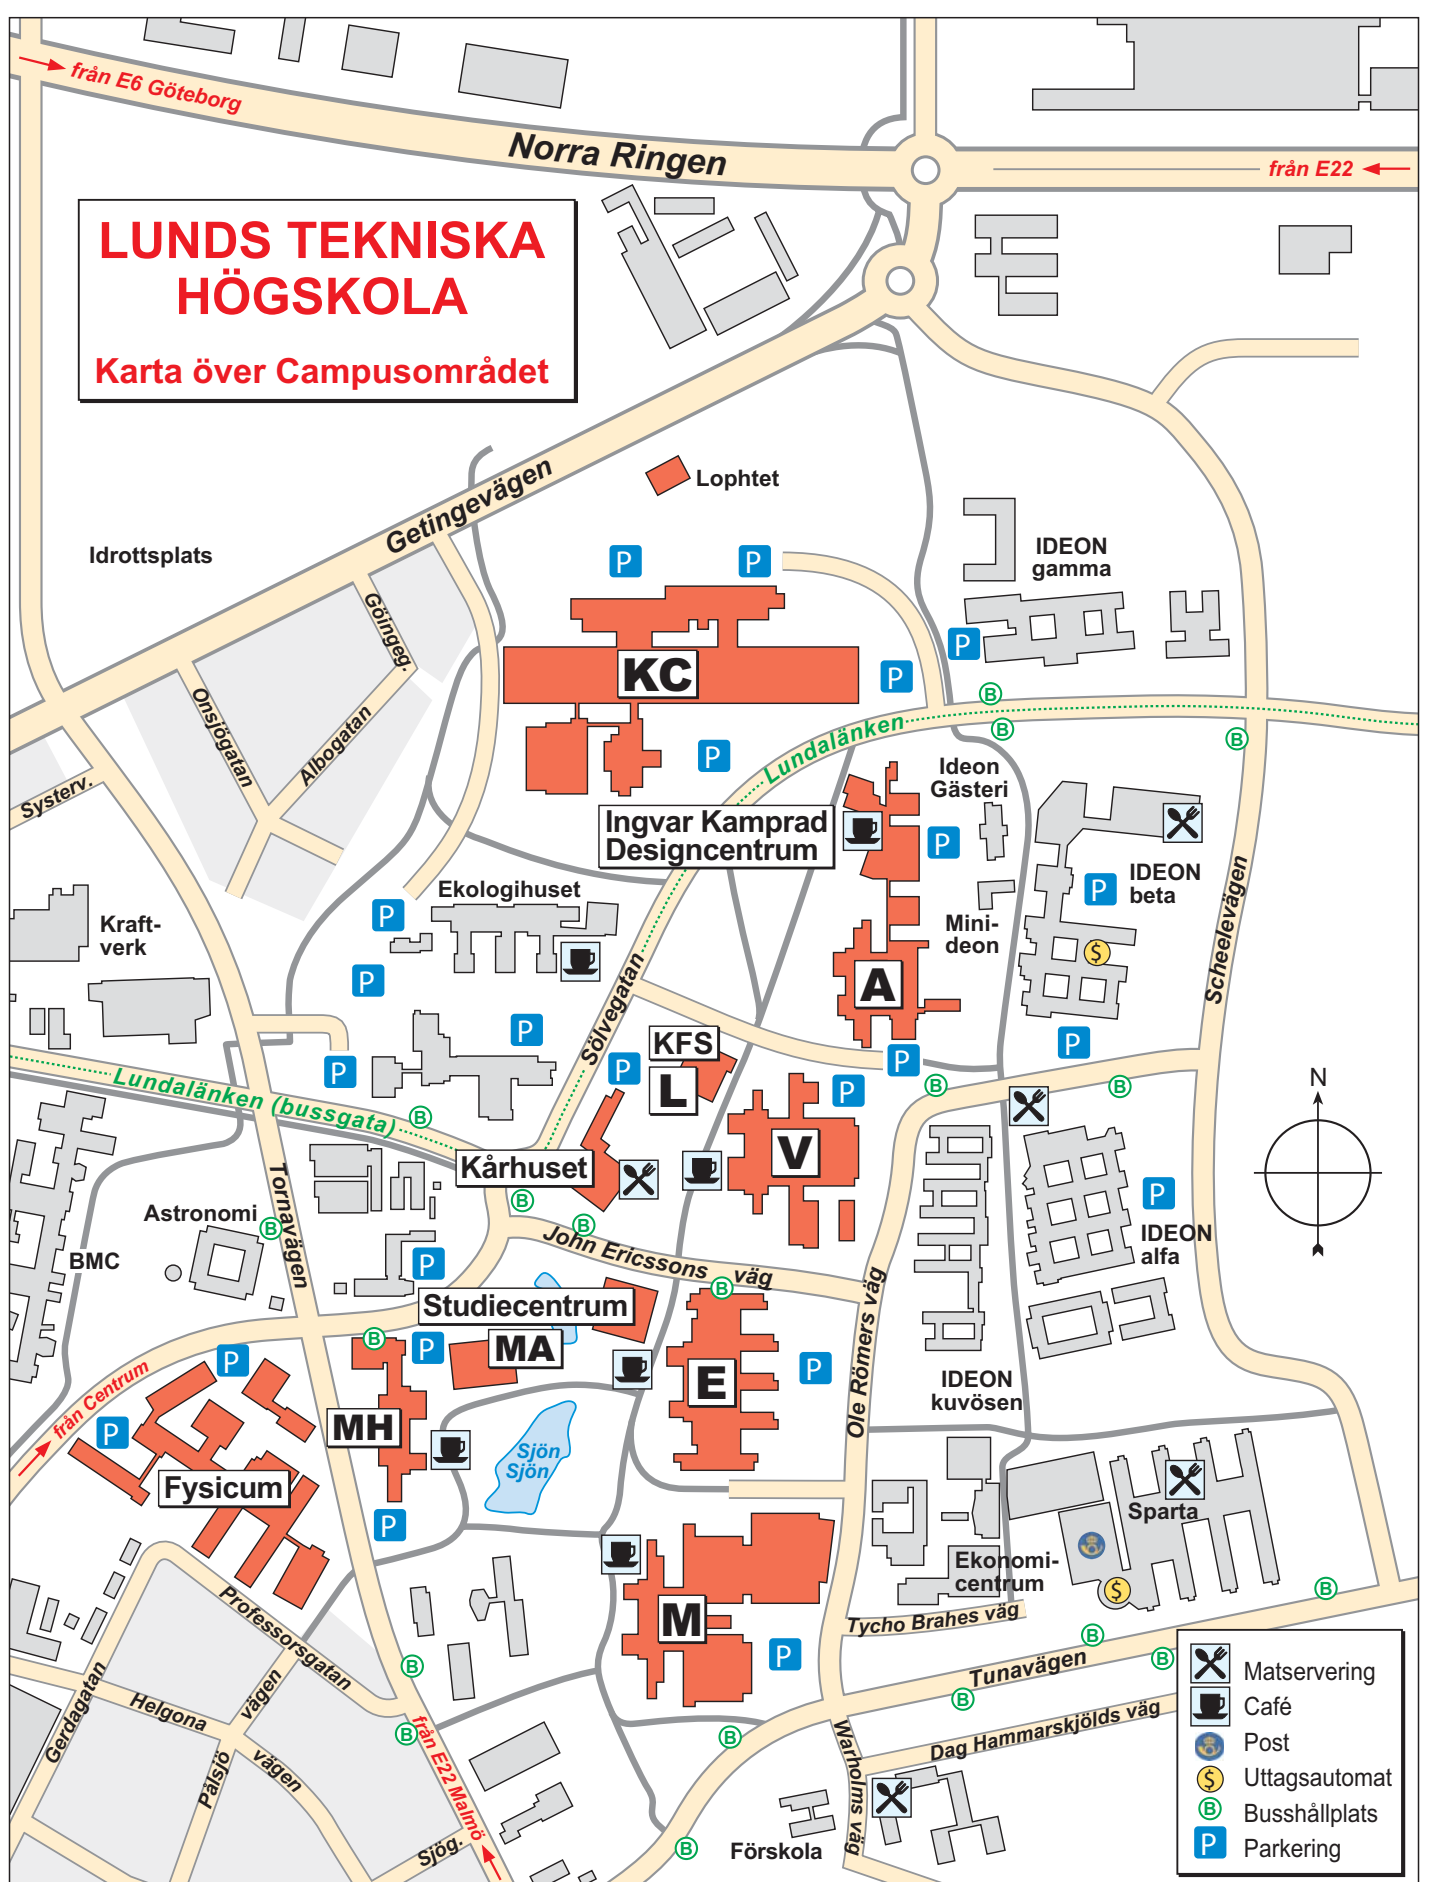 från E6 Göteborg
Norra Ringen
från E22
LUNDS TEKNISKA
HÖGSKOLA
Karta över Campusområdet
Getingevägen
Lophtet
Idrottsplats
IDEON
gamma
P
P
Göingeg.
P
KC
P
Onsjögatan
Albogatan
B
B
Lundalänken
B
P
Systerv.
Ideon
Gästeri
Ingvar Kamprad
Designcentrum
P
IDEON
beta
P
Ekologihuset
P
Kraft-
verk
Mini-
deon
$
Scheelevägen
P
A
Sölvegatan
P
KFS
P
P
P
P
L
P
N
Lundalänken (bussgata)
B
B
B
V
Kårhuset
Tornavägen
B
P
Astronomi
B
B
BMC
John Ericssons väg
IDEON
alfa
P
B
Ole Römers väg
Studiecentrum
B
P
MA
P
E
P
från Centrum
IDEON
kuvösen
MH
P
Sjön
Sjön
Fysicum
P
Sparta
Ekonomi-
centrum
$
B
M
Professorsgatan
Tycho Brahes väg
B
P
B
Tunavägen
B
Gerdagatan
Helgona
vägen
Pålsjö
vägen
B
B
B
från E22 Malmö
Warholms väg
Dag Hammarskjölds väg
Sjög.
B
Förskola
Matservering
Café
Post
$ Uttagsautomat
B Busshållplats
P Parkering